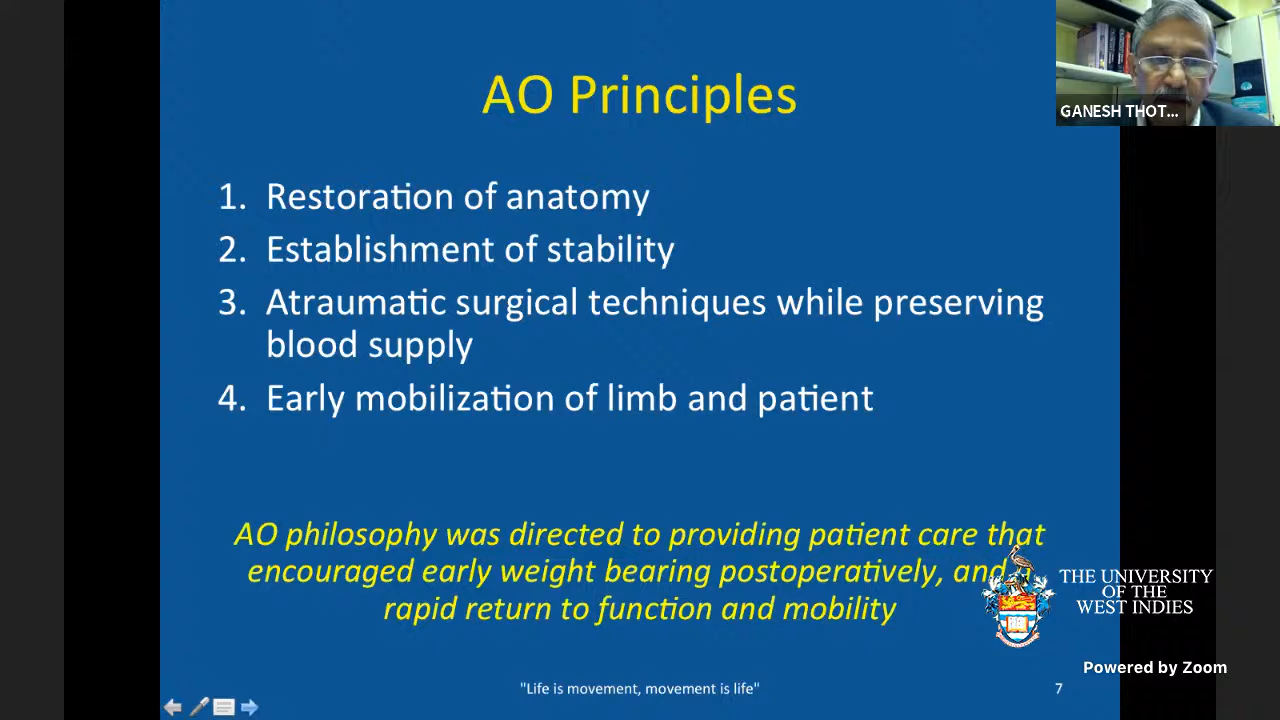 AO Principles
GANESH THOT...
1. Restoration of anatomy
2. Establishment of stability
3. Atraumatic surgical techniques while preserving
blood supply
4. Early mobilization of limb and patient
AO philosophy was directed to providing patient care that
encouraged early weight bearing postoperatively, and
rapid return to function and mobility
THE UNIVERSITY
OF THE
WEST INDIES
Powered by Zoom
"Life is movement, movement is life"
7